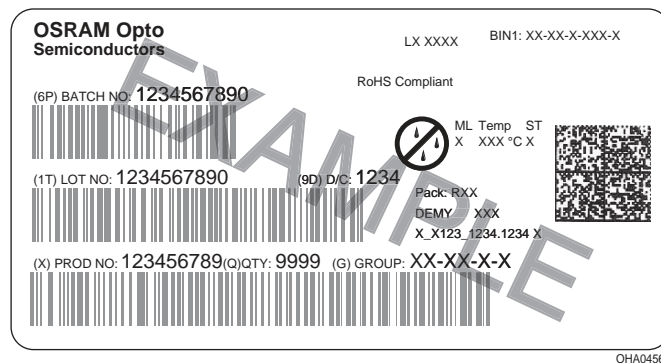 OSRAM Opto
Semiconductors
LX XXXX
BIN1: XX-XX-X-XXX-X
RoHS Compliant
(6P) BATCH NO: 1234567890
ML Temp ST
X XXX °C X
(1T) LOT NO: 1234567890 (9D) D/C: 1234
Pack: RXX
DEMY XXX
X_X123_1234.1234 X
(X) PROD NO: 123456789(Q)QTY: 9999 (G) GROUP: XX-XX-X-X
EXAMPLE
OHA04563